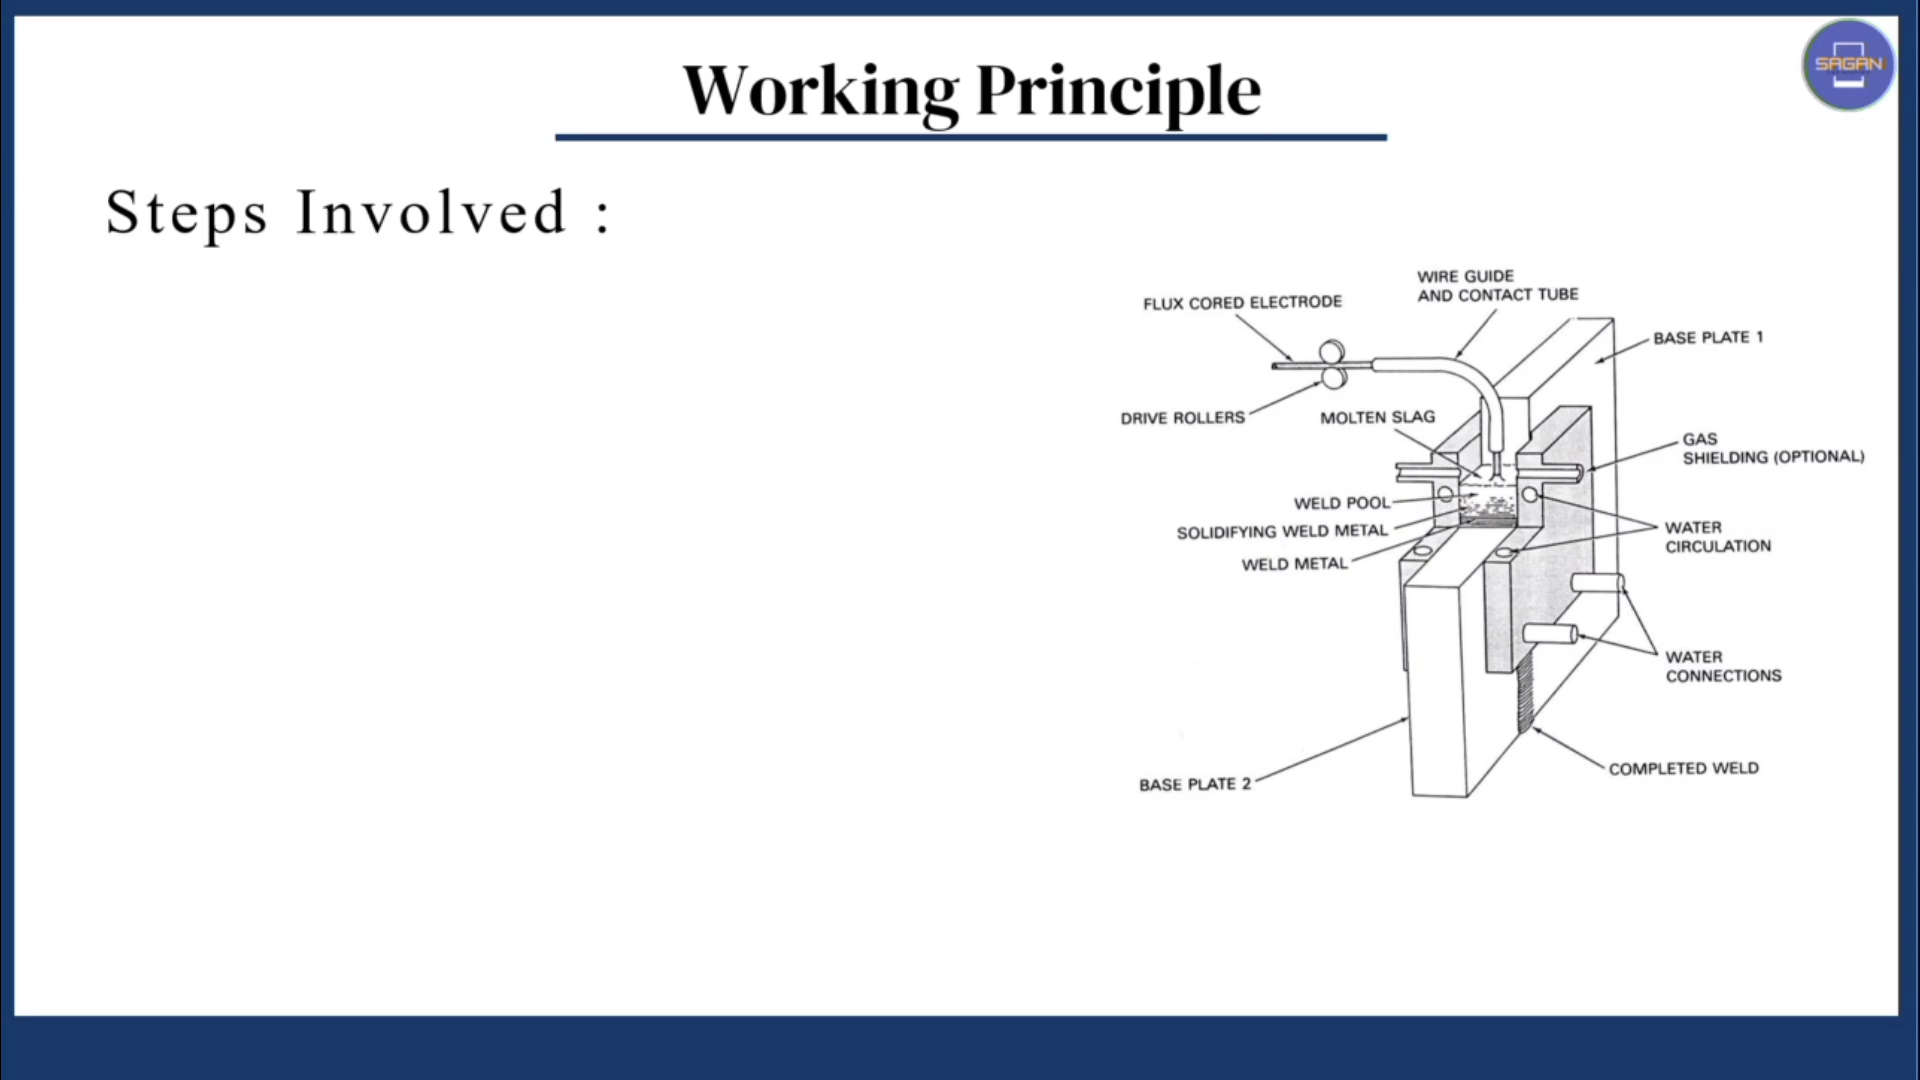 Working Principle
SAGAN
Steps Involved :
WIRE GUIDE
AND CONTACT TUBE
FLUX CORED ELECTRODE
BASE PLATE 1
DRIVE ROLLERS
MOLTEN SLAG
GAS
SHIELDING (OPTIONAL)
WELD POOL
SOLIDIFYING WELD METAL
WATER
CIRCULATION
WELD METAL
WATER
CONNECTIONS
COMPLETED WELD
BASE PLATE 2